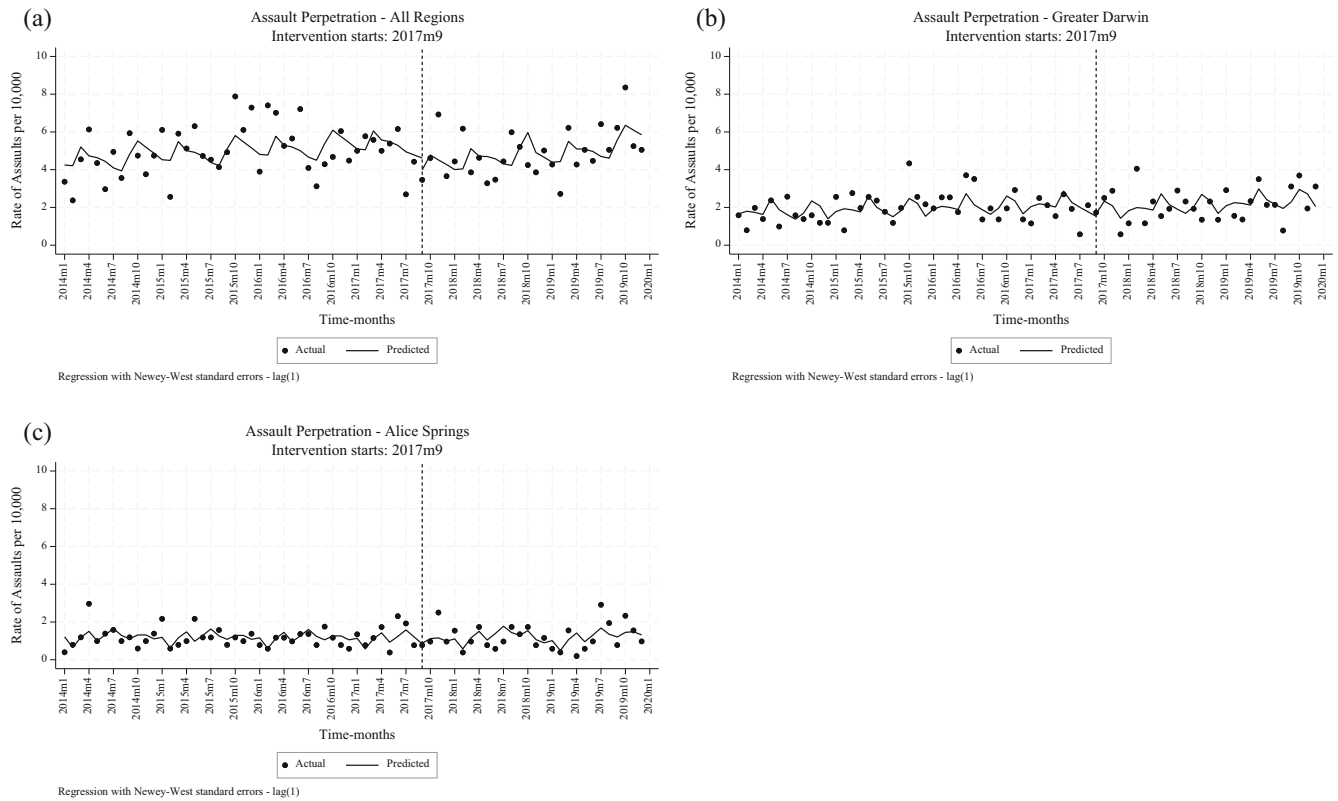 (a)
Assault Perpetration - All Regions
Intervention starts: 2017m9
Rate of Assaults per 10,000
10
8
6
4
2
0
2014m1
2014m4
2014m7
2014m10
2015m1
2015m4
2015m7
2015m10
2016m1
2016m4
2016m7
2016m10
2017m1
2017m4
2017m7
2017m10
2018m1
2018m4
2018m7
2018m10
2019m1
2019m4
2019m7
2019m10
2020m1
Time-months
Actual Predicted
Regression with Newey-West standard errors - lag(1)
(b)
Assault Perpetration - Greater Darwin
Intervention starts: 2017m9
Rate of Assaults per 10,000
10
8
6
4
2
0
2014m1
2014m4
2014m7
2014m10
2015m1
2015m4
2015m7
2015m10
2016m1
2016m4
2016m7
2016m10
2017m1
2017m4
2017m7
2017m10
2018m1
2018m4
2018m7
2018m10
2019m1
2019m4
2019m7
2019m10
2020m1
Time-months
Actual Predicted
Regression with Newey-West standard errors - lag(1)
(c)
Assault Perpetration - Alice Springs
Intervention starts: 2017m9
Rate of Assaults per 10,000
10
8
6
4
2
0
2014m1
2014m4
2014m7
2014m10
2015m1
2015m4
2015m7
2015m10
2016m1
2016m4
2016m7
2016m10
2017m1
2017m4
2017m7
2017m10
2018m1
2018m4
2018m7
2018m10
2019m1
2019m4
2019m7
2019m10
2020m1
Time-months
Actual Predicted
Regression with Newey-West standard errors - lag(1)